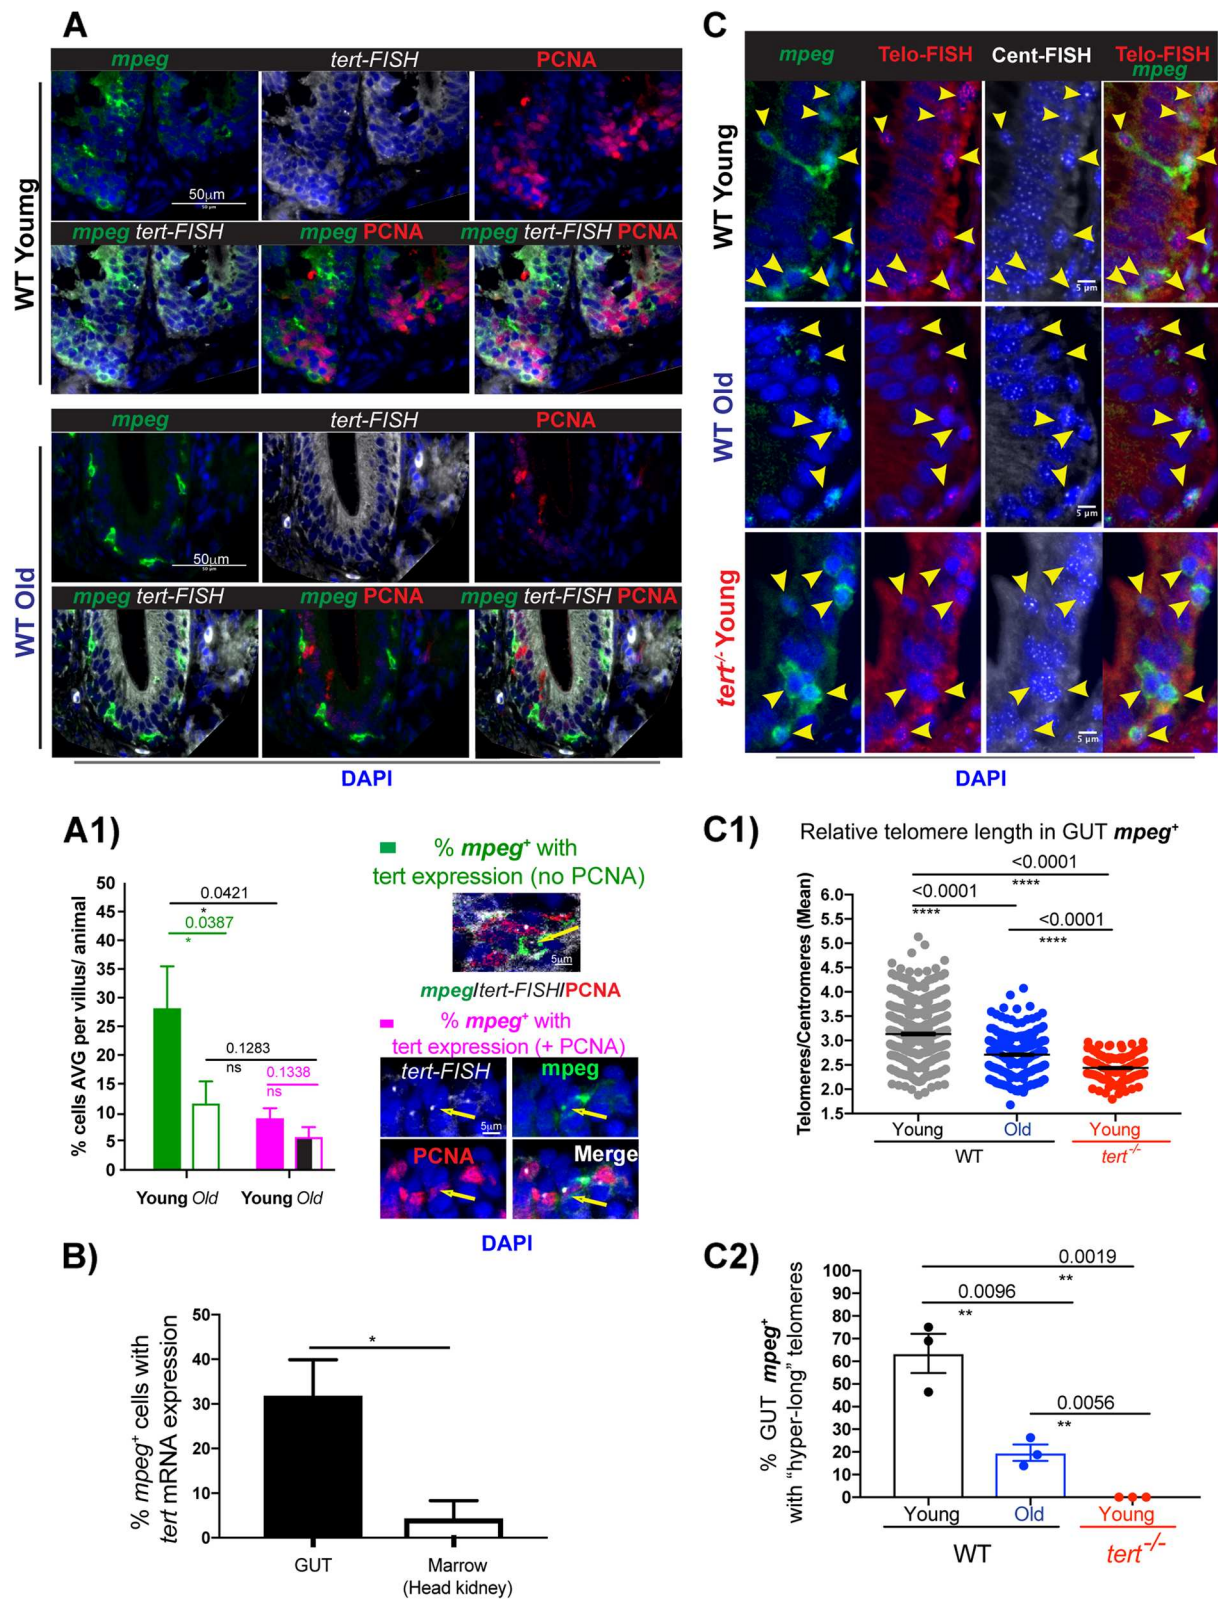 A
mpeg tert-FISH PCNA
WT Youmg
50μm
50 μm
mpeg tert-FISH mpeg PCNA mpeg tert-FISH PCNA
WT Old
mpeg tert-FISH PCNA
50μm
50 μm
mpeg tert-FISH mpeg PCNA mpeg tert-FISH PCNA
DAPI
C
mpeg Telo-FISH Cent-FISH Telo-FISH
mpeg
WT Young
5 μm
WT Old
5 μm
tert-/- Young
5 μm
DAPI
A1)
% cells AVG per villus/ animal
50
45
40
35
30
25
20
15
10
5
0
0.0421
*
0.0387
*
0.1283
ns
0.1338
ns
Young Old Young Old
% mpeg+ with
tert expression (no PCNA)
5μm
mpeg/tert-FISH/PCNA
% mpeg+ with
tert expression (+ PCNA)
tert-FISH mpeg
5μm
PCNA Merge
DAPI
B)
% mpeg+ cells with
tert mRNA expression
50
40
30
20
10
0
*
GUT Marrow
(Head kidney)
C1) Relative telomere length in GUT mpeg+
Telomeres/Centromeres (Mean)
6.0
5.5
5.0
4.5
4.0
3.5
3.0
2.5
2.0
1.5
<0.0001
****
<0.0001
****
<0.0001
****
Young Old Young
WT tert-/-
C2)
% GUT mpeg+
with "hyper-long" telomeres
100
90
80
70
60
50
40
30
20
10
0
0.0019
**
0.0096
**
0.0056
**
Young Old Young
WT tert-/-